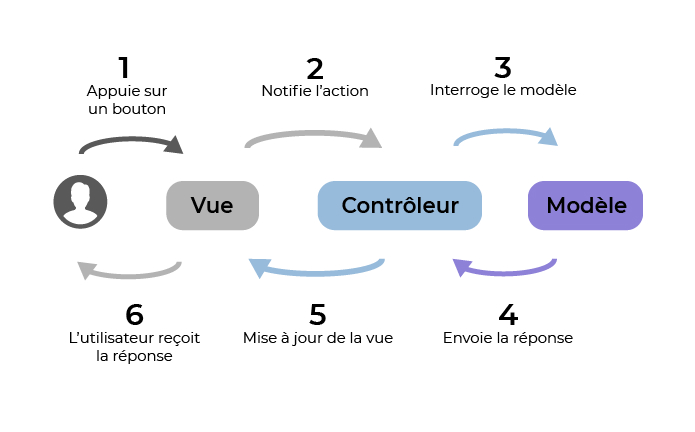 1
Appuie sur
un bouton
2
Notifie l’action
3
Interroge le modèle
Vue
Contrôleur
Modèle
6
L’utilisateur reçoit
la réponse
5
Mise à jour de la vue
4
Envoie la réponse